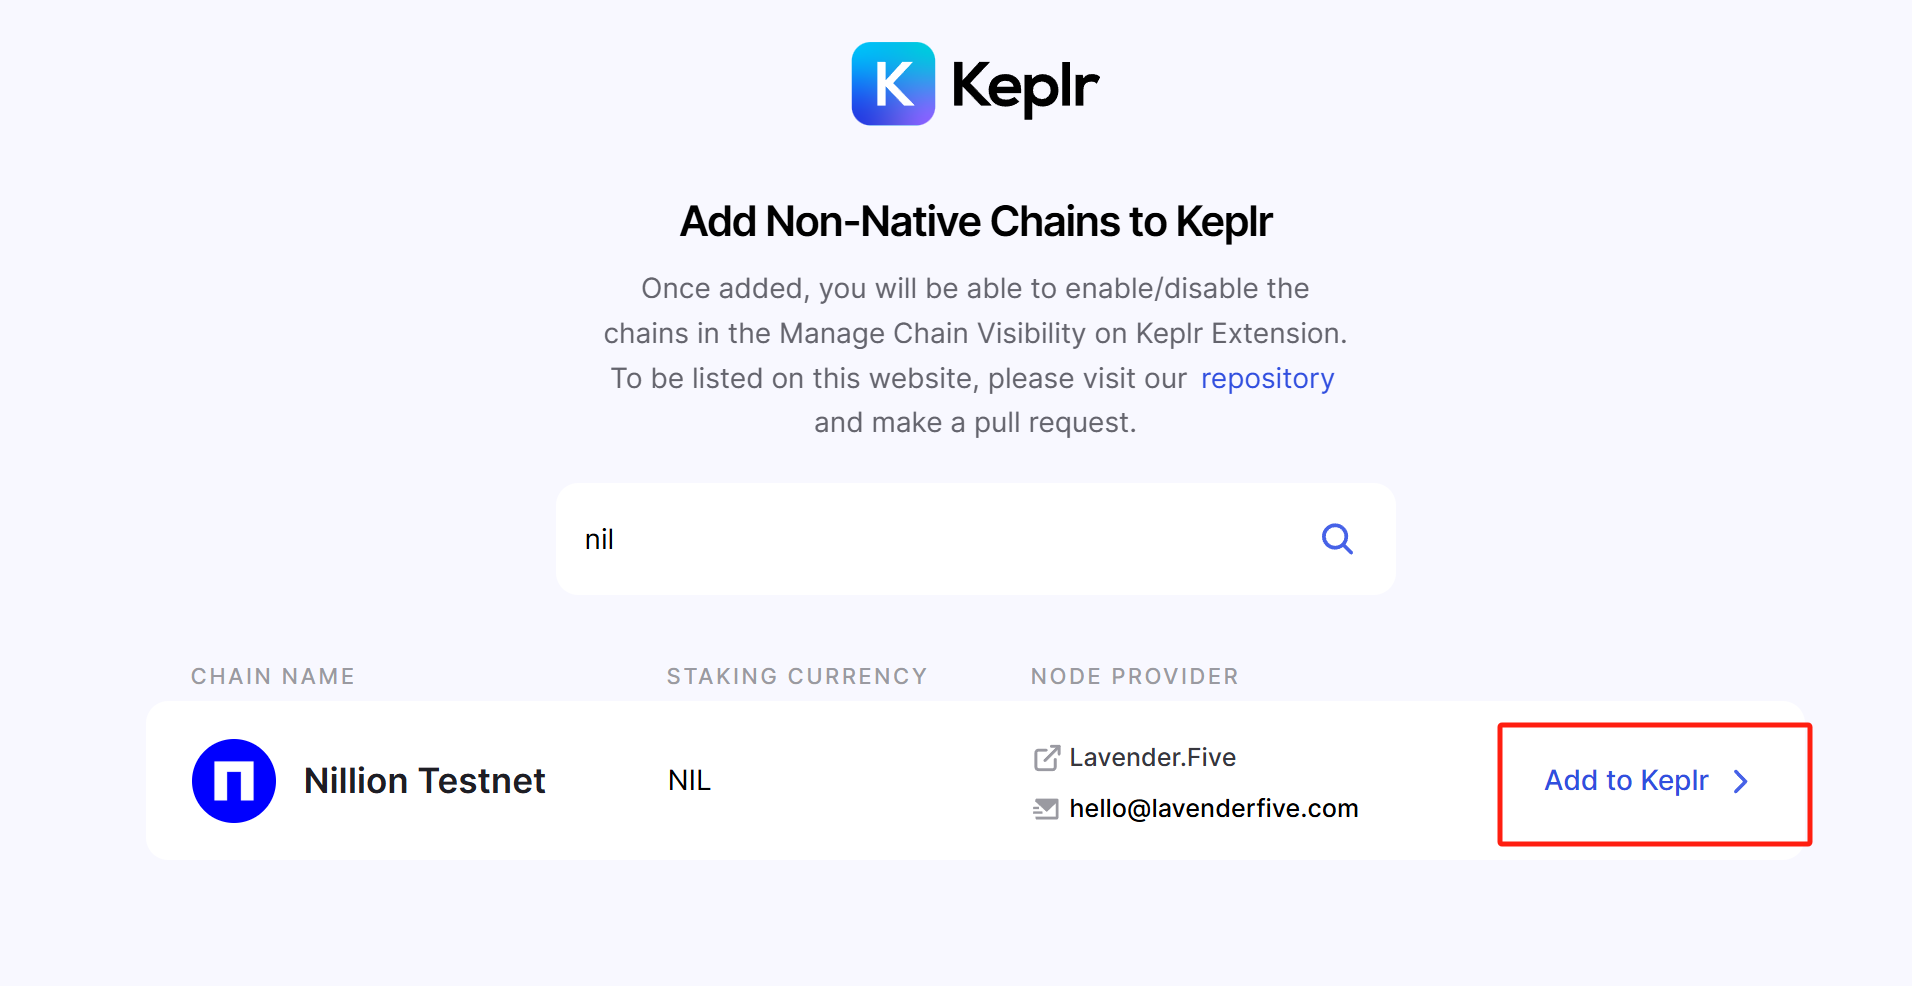 K Keplr
Add Non-Native Chains to Keplr
Once added, you will be able to enable/disable the
chains in the Manage Chain Visibility on Keplr Extension.
To be listed on this website, please visit our repository
and make a pull request.
nil
CHAIN NAME STAKING CURRENCY NODE PROVIDER
Nillion Testnet NIL Lavender.Five
hello@lavenderfive.com
Add to Keplr